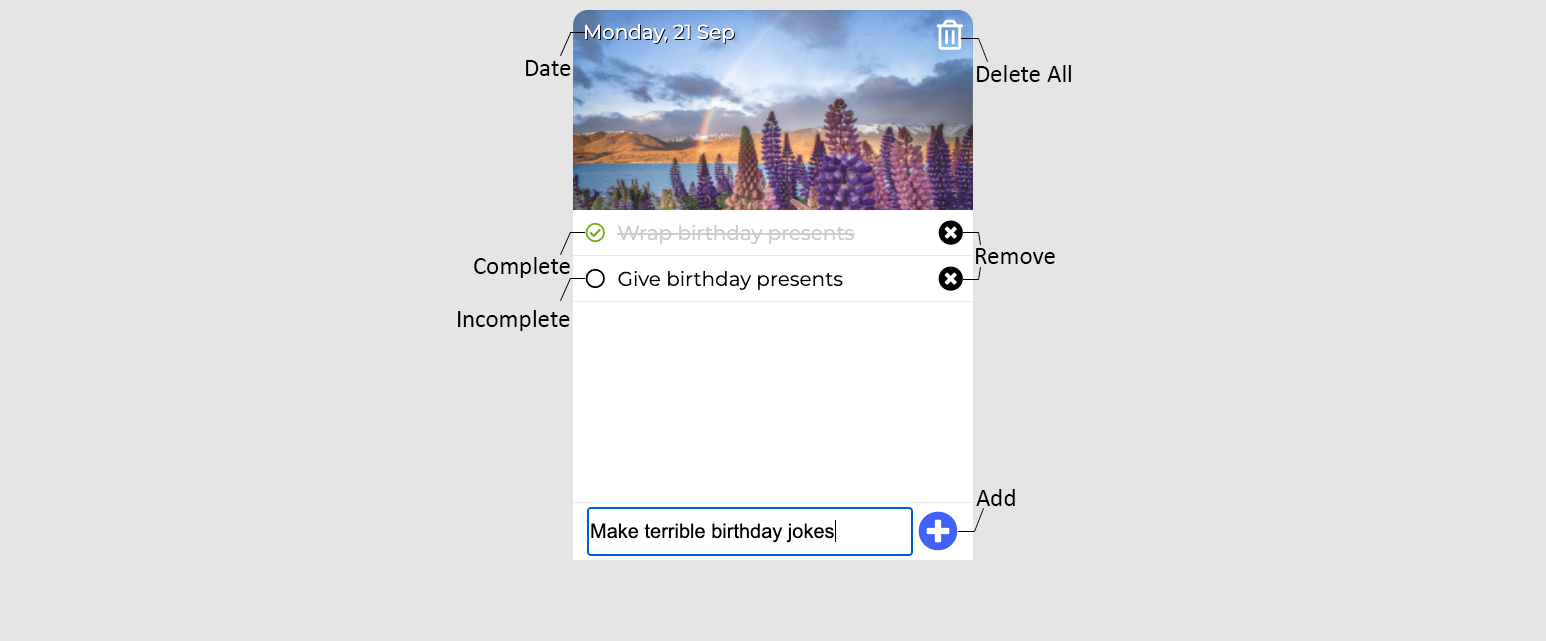 Monday, 21 Sep
Date
Delete All
Wrap birthday presents
Complete
Remove
Give birthday presents
Incomplete
Add
Make terrible birthday jokes